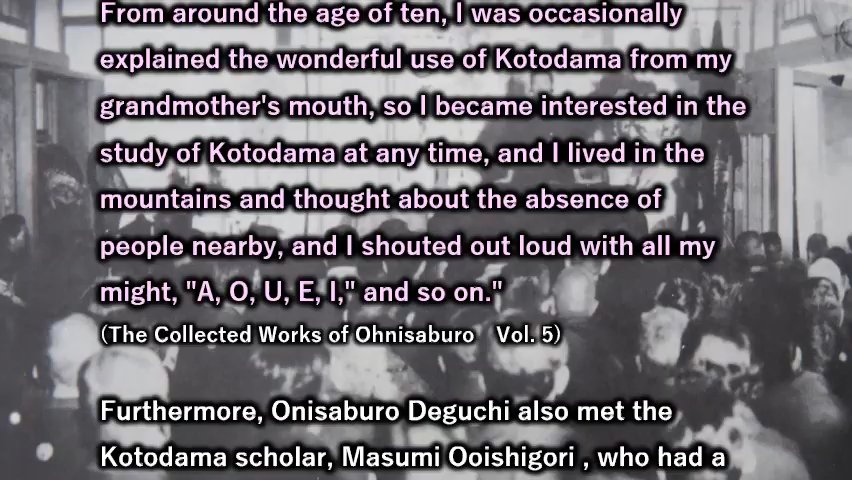 From around the age of ten, I was occasionally
explained the wonderful use of Kotodama from my
grandmother's mouth, so I became interested in the
study of Kotodama at any time, and I lived in the
mountains and thought about the absence of
people nearby, and I shouted out loud with all my
might, "A, O, U, E, I," and so on."
(The Collected Works of Ohnisaburo Vol. 5)
Furthermore, Onisaburo Deguchi also met the
Kotodama scholar, Masumi Ooishigori , who had a